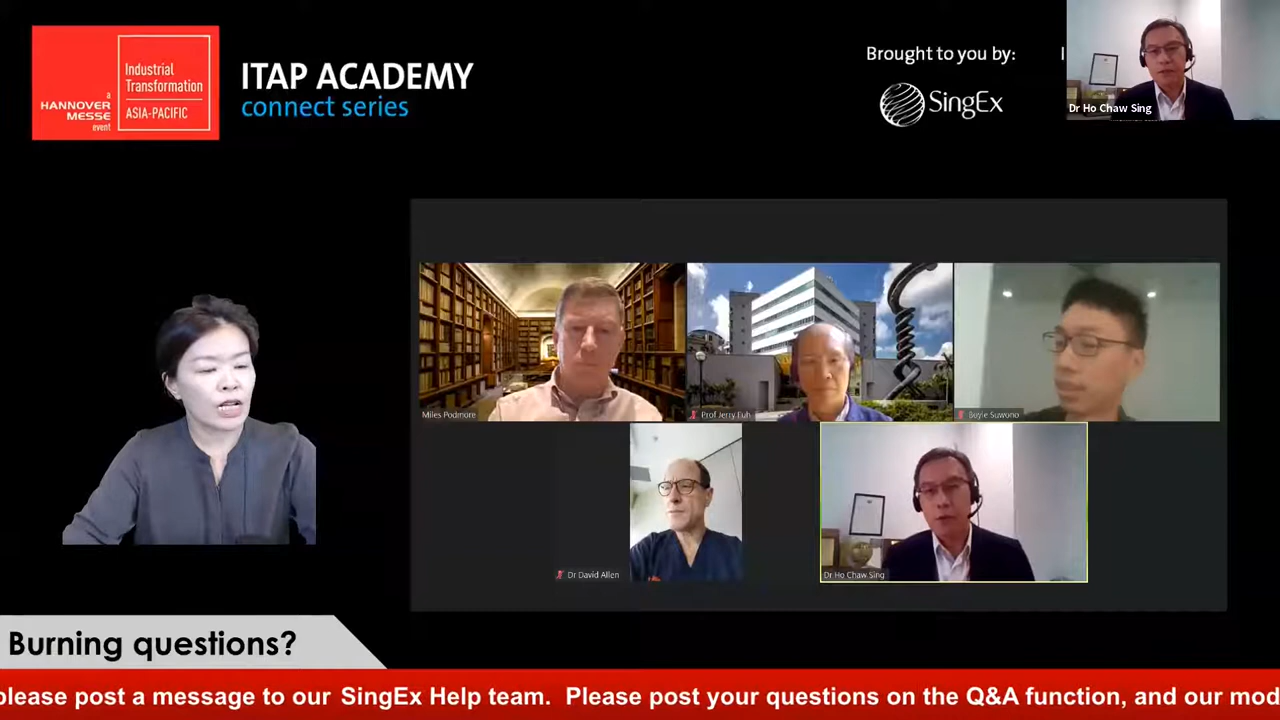 a
HANNOVER
MESSE
event
Industrial
Transformation
ASIA-PACIFIC
ITAP ACADEMY
connect series
Brought to you by:
SingEx
Dr Ho Chaw Sing
Miles Podmore
Prof Jerry Fuh
Boyle Suwono
Dr David Allen
Dr Ho Chaw Sing
Burning questions?
please post a message to our SingEx Help team. Please post your questions on the Q&A function, and our mod